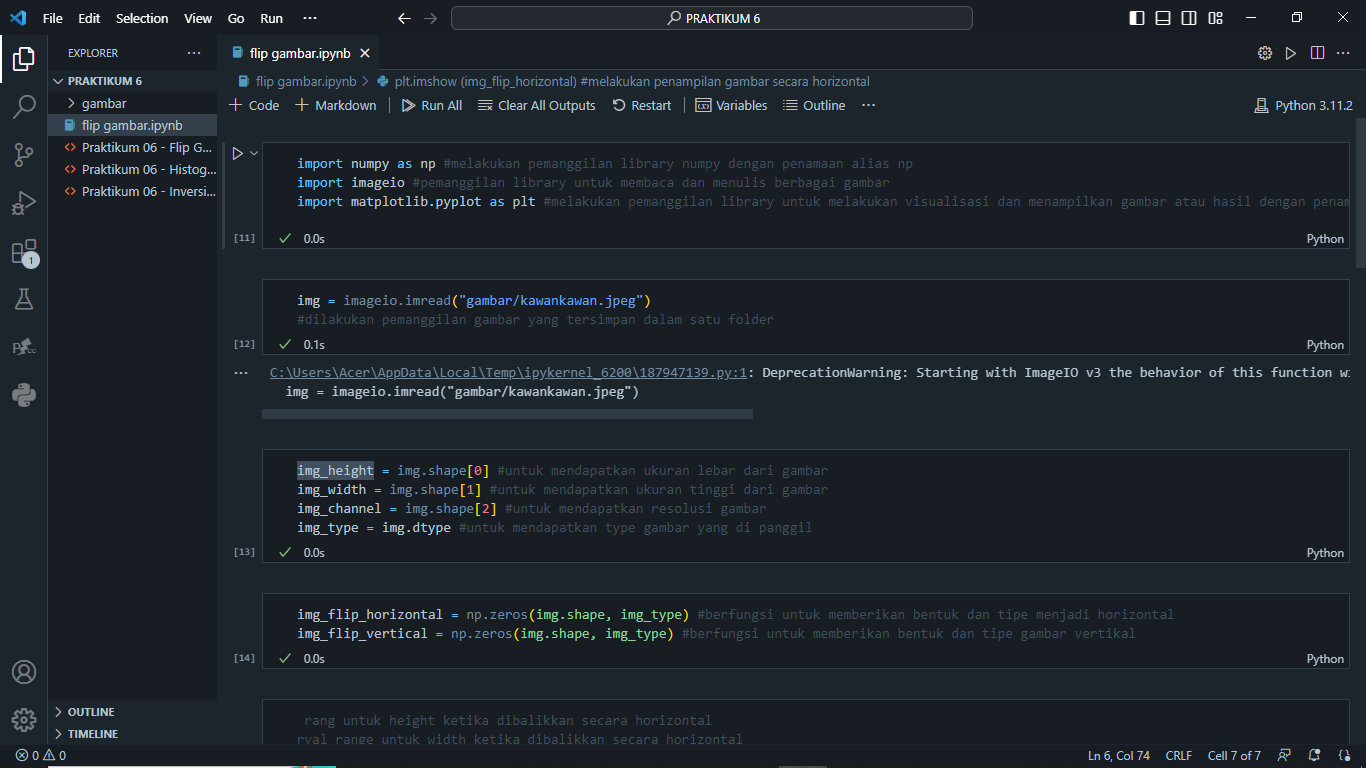 File Edit Selection View Go Run ··· PRAKTIKUM 6
EXPLORER ···
PRAKTIKUM 6
gambar
flip gambar.ipynb
Praktikum 06 - Flip G...
Praktikum 06 - Histog...
Praktikum 06 - Inversi...
OUTLINE
TIMELINE
1
flip gambar.ipynb
flip gambar.ipynb > plt.imshow (img_flip_horizontal) #melakukan penampilan gambar secara horizontal
+ Code + Markdown Run All Clear All Outputs Restart Variables Outline ··· Python 3.11.2
import numpy as np #melakukan pemanggilan library numpy dengan penamaan alias np
import imageio #pemanggilan library untuk membaca dan menulis berbagai gambar
import matplotlib.pyplot as plt #melakukan pemanggilan library untuk melakukan visualisasi dan menampilkan gambar atau hasil dengan penam
[11] 0.0s Python
img = imageio.imread("gambar/kawankawan.jpeg")
#dilakukan pemanggilan gambar yang tersimpan dalam satu folder
[12] 0.1s Python
··· C:\Users\Acer\AppData\Local\Temp\ipykernel_6200\187947139.py:1: DeprecationWarning: Starting with ImageIO v3 the behavior of this function wi
img = imageio.imread("gambar/kawankawan.jpeg")
img_height = img.shape[0] #untuk mendapatkan ukuran lebar dari gambar
img_width = img.shape[1] #untuk mendapatkan ukuran tinggi dari gambar
img_channel = img.shape[2] #untuk mendapatkan resolusi gambar
img_type = img.dtype #untuk mendapatkan type gambar yang di panggil
[13] 0.0s Python
img_flip_horizontal = np.zeros(img.shape, img_type) #berfungsi untuk memberikan bentuk dan tipe menjadi horizontal
img_flip_vertical = np.zeros(img.shape, img_type) #berfungsi untuk memberikan bentuk dan tipe gambar vertikal
[14] 0.0s Python
rang untuk height ketika dibalikkan secara horizontal
rval range untuk width ketika dibalikkan secara horizontal
0 0 Ln 6, Col 74 CRLF Cell 7 of 7